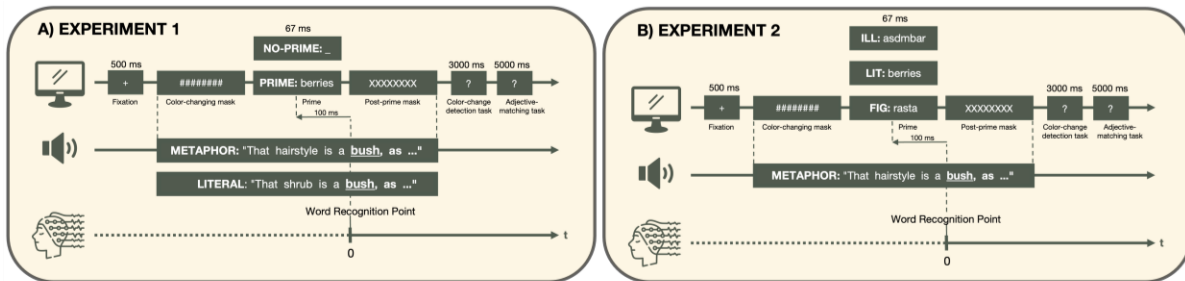 A) EXPERIMENT 1
67 ms
NO-PRIME: _
500 ms
3000 ms 5000 ms
+ ######## PRIME: berries XXXXXXXX ? ?
Fixation Color-changing mask Prime Post-prime mask Color-change detection task Adjective-matching task
100 ms
METAPHOR: "That hairstyle is a bush, as ..."
LITERAL: "That shrub is a bush, as ..."
Word Recognition Point
t
0
B) EXPERIMENT 2
67 ms
ILL: asdmbar
LIT: berries
500 ms
3000 ms 5000 ms
+ ######## FIG: rasta XXXXXXXX ? ?
Fixation Color-changing mask Prime Post-prime mask Color-change detection task Adjective-matching task
100 ms
METAPHOR: "That hairstyle is a bush, as ..."
Word Recognition Point
t
0